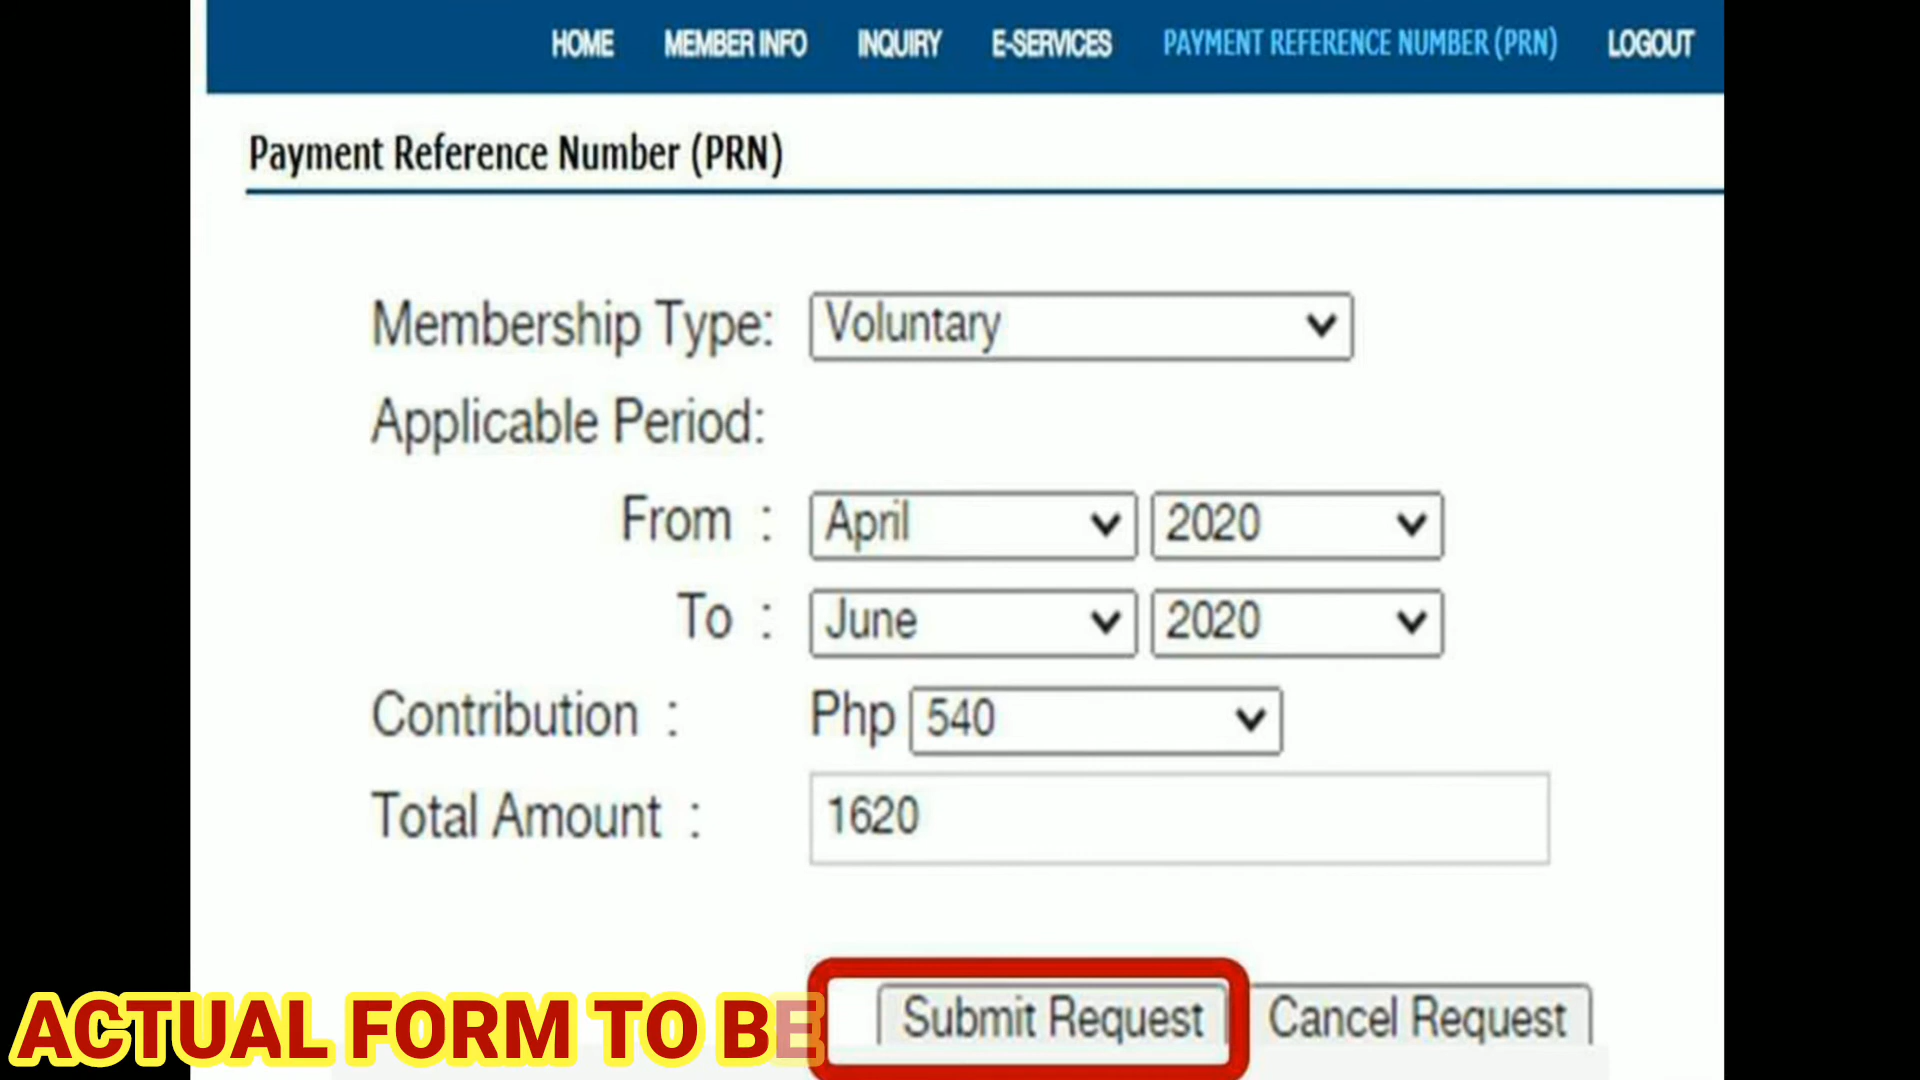 HOME MEMBER INFO INQUIRY E-SERVICES PAYMENT REFERENCE NUMBER (PRN) LOGOUT
Payment Reference Number (PRN)
Membership Type: Voluntary
Applicable Period:
From : April 2020
To : June 2020
Contribution : Php 540
Total Amount : 1620
Submit Request Cancel Request
ACTUAL FORM TO BE